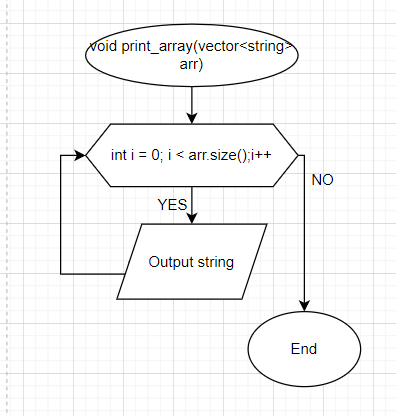 void print_array(vector<string>
arr)
int i = 0; i < arr.size();i++
NO
YES
Output string
End